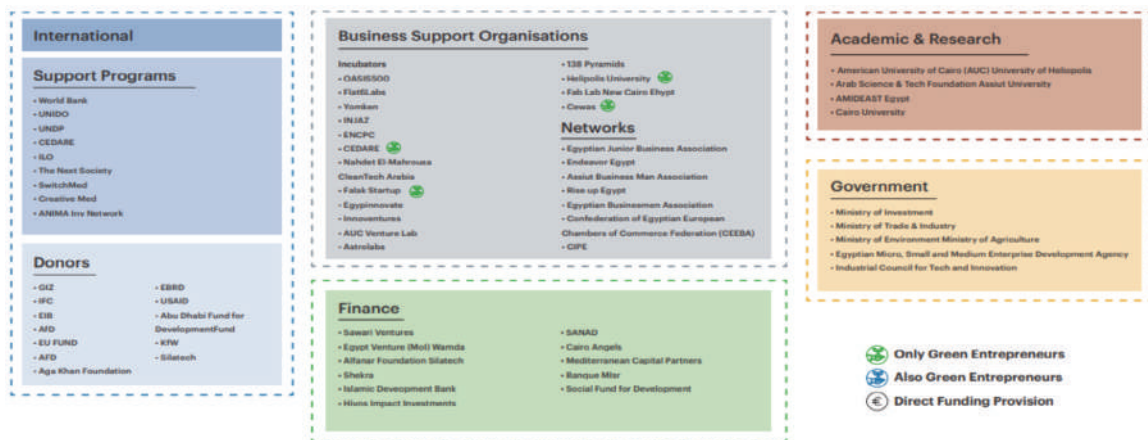 International
Support Programs
• World Bank
• UNIDO
• UNDP
• CEDARE
• ILO
• The Next Society
• SwitchMed
• Creative Med
• ANIMA Inv Network
Donors
• GIZ
• IFC
• EIB
• AfD
• EU FUND
• AFD
• Aga Khan Foundation
• EBRD
• USAID
• Abu Dhabi Fund for
DevelopmentFund
• KfW
• Silatech
Business Support Organisations
Incubators
• OASIS500
• Flat6Labs
• Yomken
• INJAZ
• ENCPC
• CEDARE
• Nahdet El-Mahrousa
CleanTech Arabia
• Falak Startup
• Egypinnovate
• Innoventures
• AUC Venture Lab
• Astrolabs
• 138 Pyramids
• Helipolis University
• Fab Lab New Cairo Ehypt
• Cewas
Networks
• Egyptian Junior Business Association
• Endeavor Egypt
• Assiut Business Man Association
• Rise up Egypt
• Egyptian Businesmen Association
• Confederation of Egyptian European
Chambers of Commerce Federation (CEEBA)
• CIPE
Finance
• Sawari Ventures
• Egypt Venture (MoI) Wamda
• Alfanar Foundation Silatech
• Shekra
• Islamic Deveopment Bank
• Hivos Impact Investments
• SANAD
• Cairo Angels
• Mediterranean Capital Partners
• Banque Misr
• Social Fund for Development
Academic & Research
• American University of Cairo (AUC) University of Heliopolis
• Arab Science & Tech Foundation Assiut University
• AMIDEAST Egypt
• Cairo University
Government
• Ministry of Investment
• Ministry of Trade & Industry
• Ministry of Environment Ministry of Agriculture
• Egyptian Micro, Small and Medium Enterprise Development Agency
• Industrial Council for Tech and Innovation
Only Green Entrepreneurs
Also Green Entrepreneurs
€ Direct Funding Provision